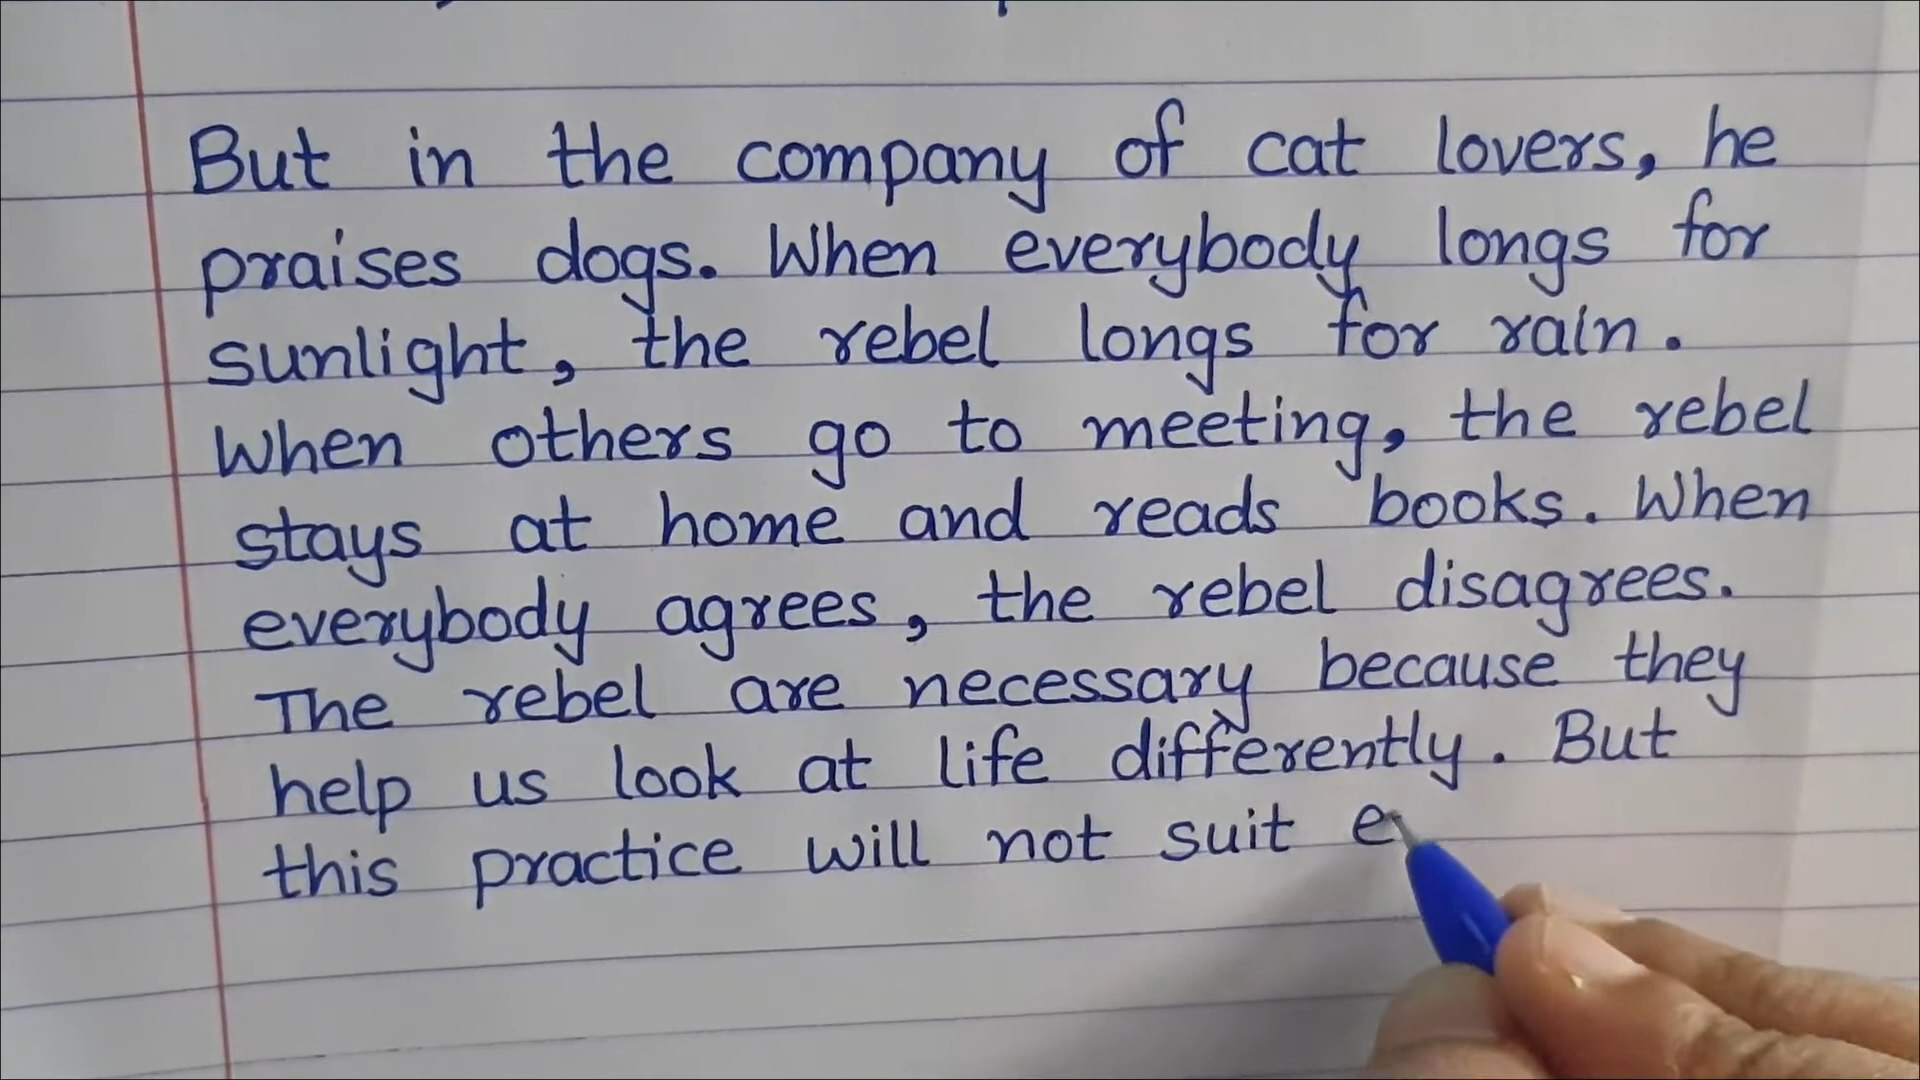 But in the company of cat lovers, he
praises dogs. When everybody longs for
sunlight, the rebel longs for rain.
When others go to meeting, the rebel
stays at home and reads books. When
everybody agrees, the rebel disagrees.
The rebel are necessary because they
help us look at life differently. But
this practice will not suit